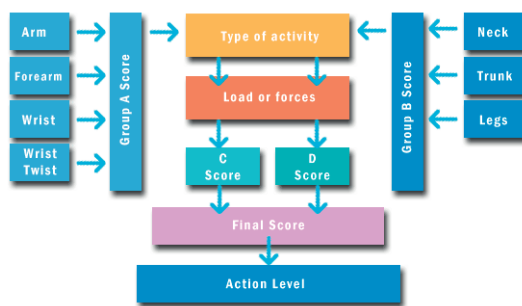 Arm
Forearm
Wrist
Wrist
Twist
Group A Score
Type of activity
Load or forces
C
Score
D
Score
Final Score
Action Level
Group B Score
Neck
Trunk
Legs